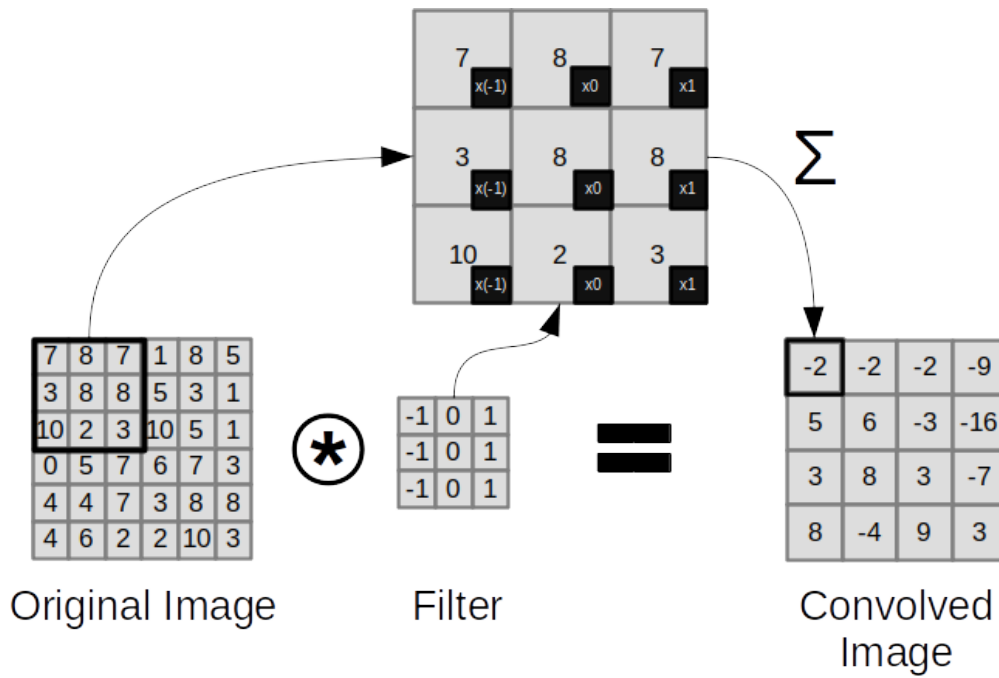 7 8 7
x(-1) x0 x1
3 8 8
x(-1) x0 x1
10 2 3
x(-1) x0 x1
Σ
7 8 7 1 8 5
3 8 8 5 3 1
10 2 3 10 5 1
0 5 7 6 7 3
4 4 7 3 8 8
4 6 2 2 10 3
*
-1 0 1
-1 0 1
-1 0 1
=
-2 -2 -2 -9
5 6 -3 -16
3 8 3 -7
8 -4 9 3
Original Image
Filter
Convolved
Image